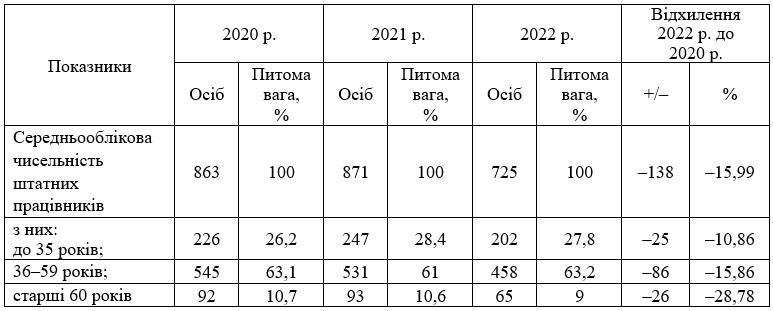 Показники 2020 р. 2021 р. 2022 р. Відхилення
2022 р. до
2020 р.
Осіб Питома
вага,
% Осіб Питома
вага,
% Осіб Питома
вага,
% +/– %
Середньооблікова
чисельність
штатних
працівників 863 100 871 100 725 100 –138 –15,99
з них:
до 35 років; 226 26,2 247 28,4 202 27,8 –25 –10,86
36–59 років; 545 63,1 531 61 458 63,2 –86 –15,86
старші 60 років 92 10,7 93 10,6 65 9 –26 –28,78